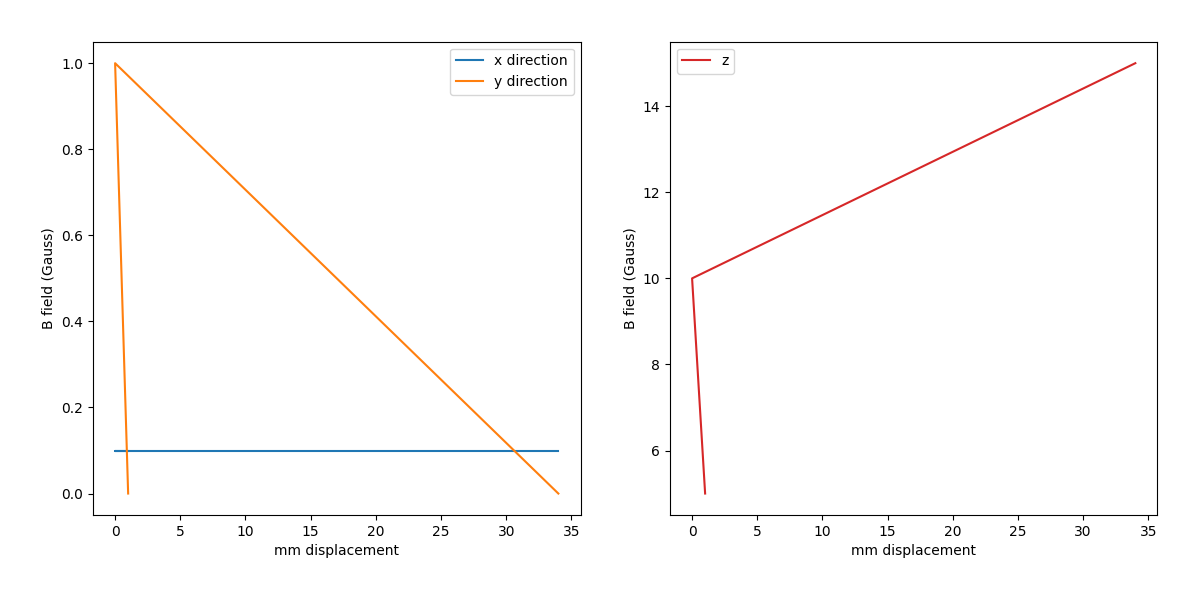 x direction
y direction
1.0
0.8
0.6
0.4
0.2
0.0
B field (Gauss)
0 5 10 15 20 25 30 35
mm displacement
z
14
12
10
8
6
B field (Gauss)
0 5 10 15 20 25 30 35
mm displacement